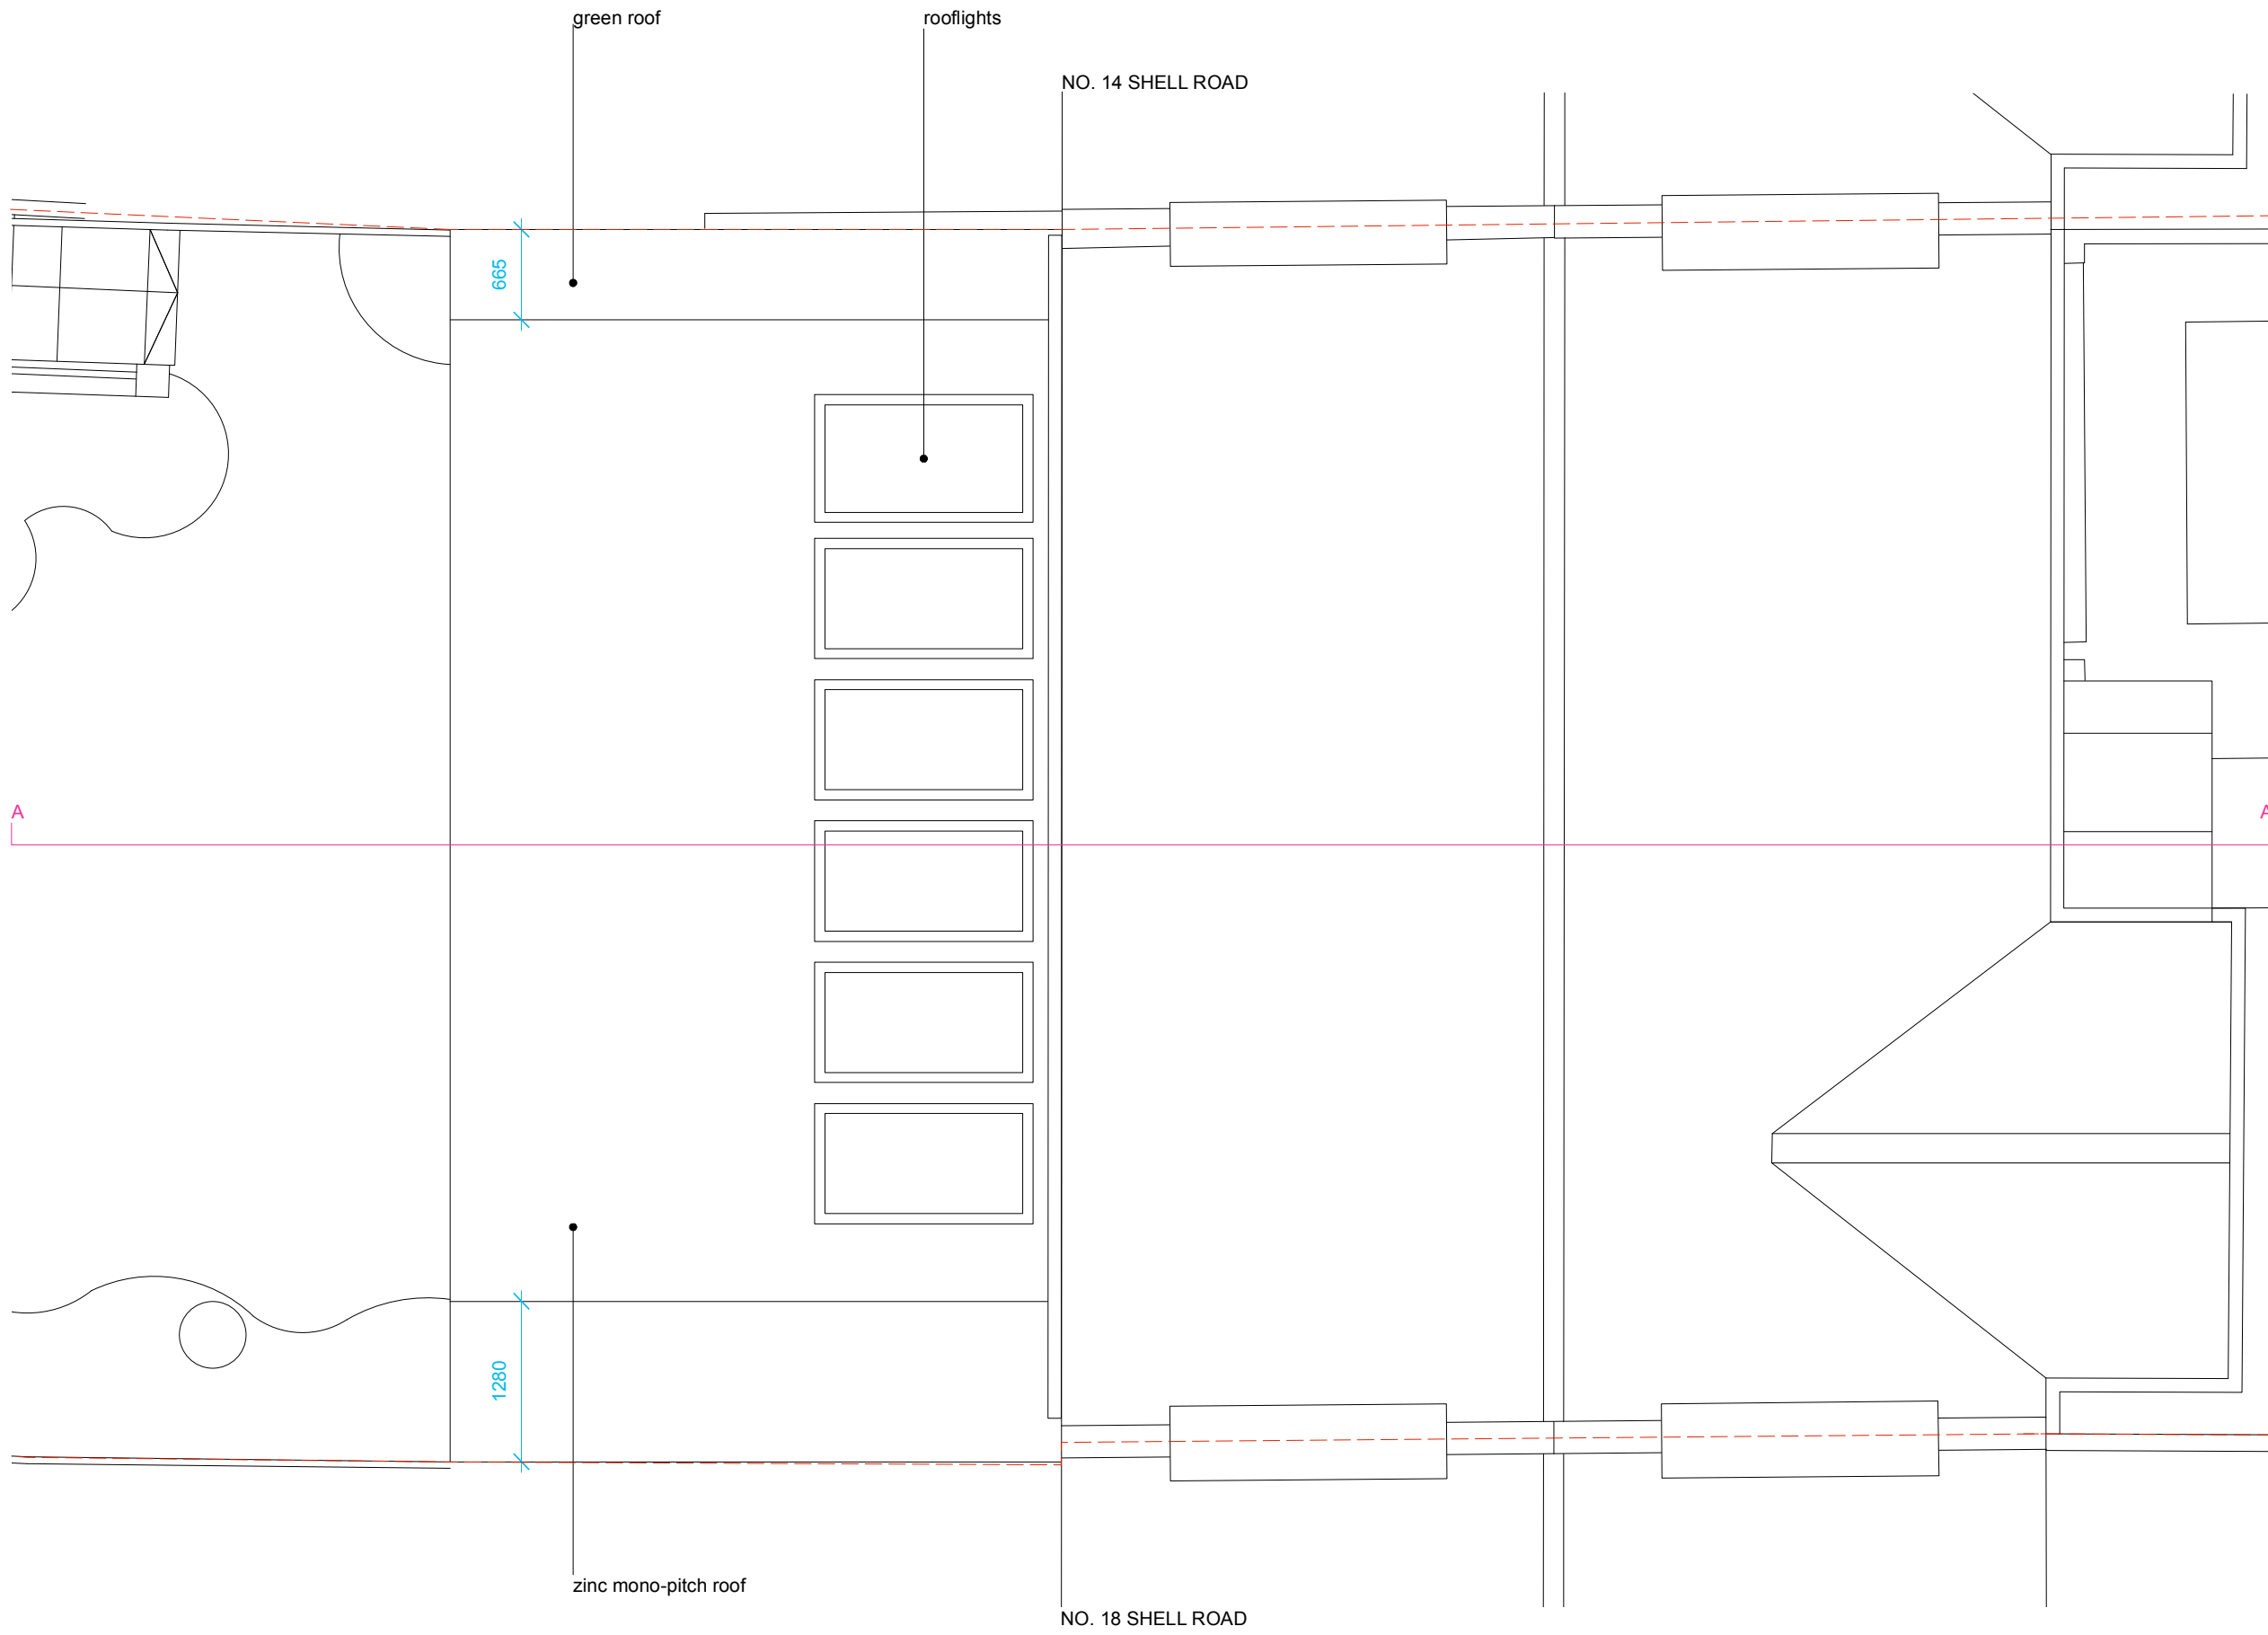 green roof
rooflights
NO. 14 SHELL ROAD
665
A
A
1280
zinc mono-pitch roof
NO. 18 SHELL ROAD